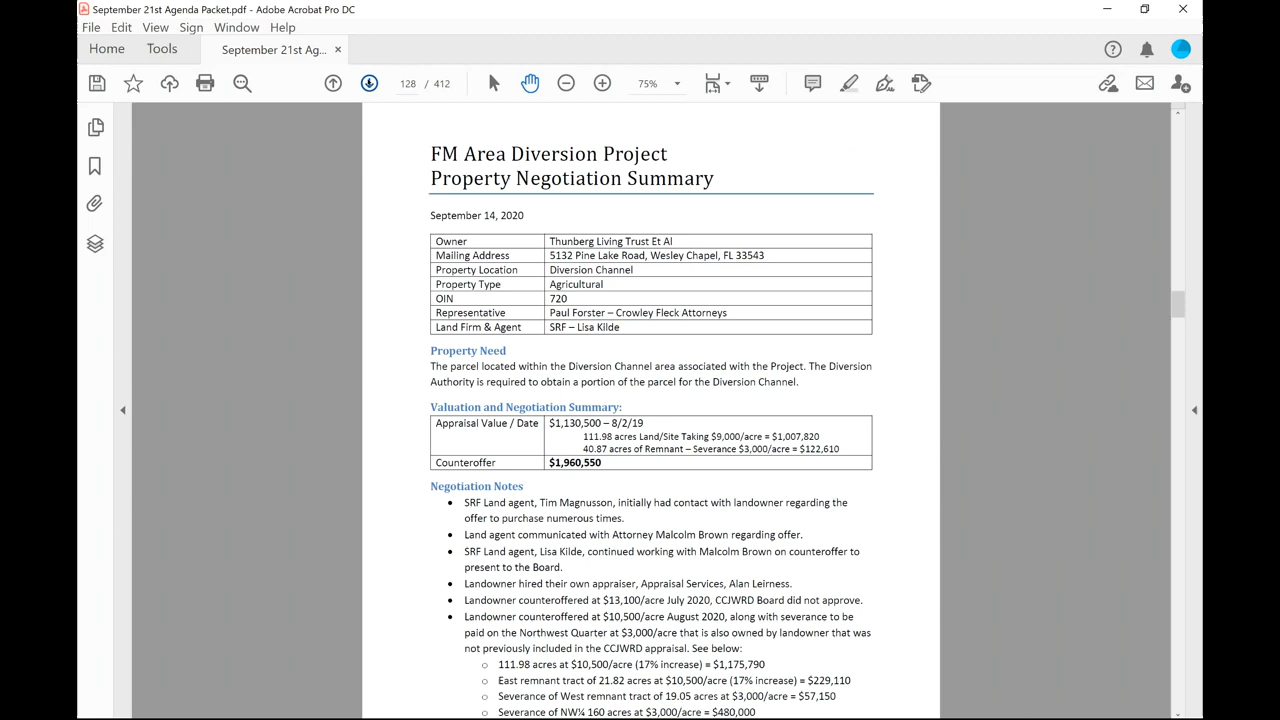 September 21st Agenda Packet.pdf - Adobe Acrobat Pro DC
File Edit View Sign Window Help
Home Tools September 21st Ag... ×
128 / 412 75%
FM Area Diversion Project
Property Negotiation Summary
September 14, 2020
Owner Thunberg Living Trust Et Al
Mailing Address 5132 Pine Lake Road, Wesley Chapel, FL 33543
Property Location Diversion Channel
Property Type Agricultural
OIN 720
Representative Paul Forster – Crowley Fleck Attorneys
Land Firm & Agent SRF – Lisa Kilde
Property Need
The parcel located within the Diversion Channel area associated with the Project. The Diversion
Authority is required to obtain a portion of the parcel for the Diversion Channel.
Valuation and Negotiation Summary:
Appraisal Value / Date $1,130,500 – 8/2/19
111.98 acres Land/Site Taking $9,000/acre = $1,007,820
40.87 acres of Remnant – Severance $3,000/acre = $122,610
Counteroffer $1,960,550
Negotiation Notes
• SRF Land agent, Tim Magnusson, initially had contact with landowner regarding the
offer to purchase numerous times.
• Land agent communicated with Attorney Malcolm Brown regarding offer.
• SRF Land agent, Lisa Kilde, continued working with Malcolm Brown on counteroffer to
present to the Board.
• Landowner hired their own appraiser, Appraisal Services, Alan Leirness.
• Landowner counteroffered at $13,100/acre July 2020, CCJWRD Board did not approve.
• Landowner counteroffered at $10,500/acre August 2020, along with severance to be
paid on the Northwest Quarter at $3,000/acre that is also owned by landowner that was
not previously included in the CCJWRD appraisal. See below:
○ 111.98 acres at $10,500/acre (17% increase) = $1,175,790
○ East remnant tract of 21.82 acres at $10,500/acre (17% increase) = $229,110
○ Severance of West remnant tract of 19.05 acres at $3,000/acre = $57,150
○ Severance of NW¼ 160 acres at $3,000/acre = $480,000